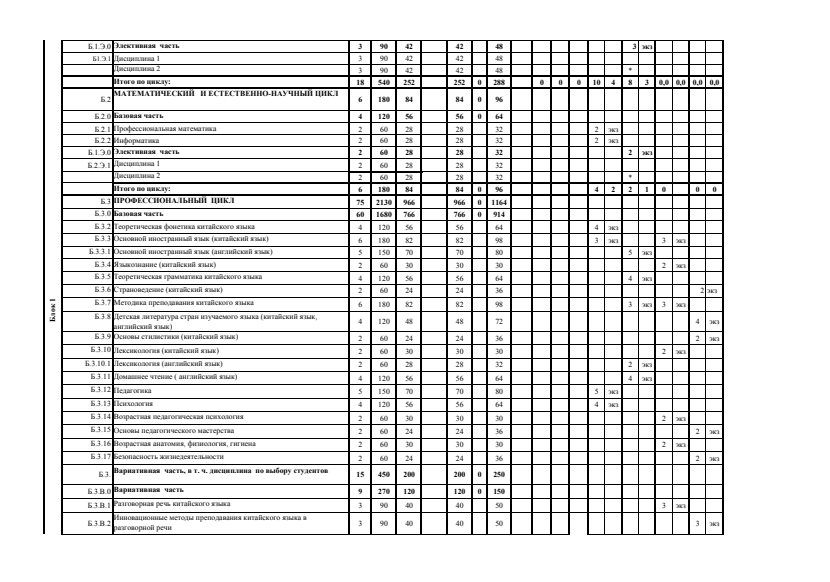 Блок 1
Б.1.Э.0 Элективная часть 3 90 42 42 48 3 экз
Б1.Э.1 Дисциплина 1 3 90 42 42 48
Дисциплина 2 3 90 42 42 48 *
Итого по циклу: 18 540 252 252 0 288 0 0 0 10 4 8 3 0,0 0,0 0,0 0,0
Б.2 МАТЕМАТИЧЕСКИЙ И ЕСТЕСТВЕННО-НАУЧНЫЙ ЦИКЛ 6 180 84 84 0 96
Б.2.0 Базовая часть 4 120 56 56 0 64
Б.2.1 Профессиональная математика 2 60 28 28 32 2 экз
Б.2.2 Информатика 2 60 28 28 32 2 экз
Б.1.Э.0 Элективная часть 2 60 28 28 32 2 экз
Б.2.Э.1 Дисциплина 1 2 60 28 28 32
Дисциплина 2 2 60 28 28 32 *
Итого по циклу: 6 180 84 84 0 96 4 2 2 1 0 0 0
Б.3 ПРОФЕССИОНАЛЬНЫЙ ЦИКЛ 75 2130 966 966 0 1164
Б.3.0 Базовая часть 60 1680 766 766 0 914
Б.3.2 Теоретическая фонетика китайского языка 4 120 56 56 64 4 экз
Б.3.3 Основной иностранный язык (китайский язык) 6 180 82 82 98 3 экз 3 экз
Б.3.3.1 Основной иностранный язык (английский язык) 5 150 70 70 80 5 экз
Б.3.4 Языкознание (китайский язык) 2 60 30 30 30 2 экз
Б.3.5 Теоретическая грамматика китайского языка 4 120 56 56 64 4 экз
Б.3.6 Страноведение (китайский язык) 2 60 24 24 36 2 экз
Б.3.7 Методика преподавания китайского языка 6 180 82 82 98 3 экз 3 экз
Б.3.8 Детская литература стран изучаемого языка (китайский язык,
английский язык) 4 120 48 48 72 4 экз
Б.3.9 Основы стилистики (китайский язык) 2 60 24 24 36 2 экз
Б.3.10 Лексикология (китайский язык) 2 60 30 30 30 2 экз
Б.3.10.1 Лексикология (английский язык) 2 60 28 28 32 2 экз
Б.3.11 Домашнее чтение ( английский язык) 4 120 56 56 64 4 экз
Б.3.12 Педагогика 5 150 70 70 80 5 экз
Б.3.13 Психология 4 120 56 56 64 4 экз
Б.3.14 Возрастная педагогическая психология 2 60 30 30 30 2 экз
Б.3.15 Основы педагогического мастерства 2 60 24 24 36 2 экз
Б.3.16 Возрастная анатомия, физиология, гигиена 2 60 30 30 30 2 экз
Б.3.17 Безопасность жизнедеятельности 2 60 24 24 36 2 экз
Б.3. Вариативная часть, в т. ч. дисциплина по выбору студентов 15 450 200 200 0 250
Б.3.В.0 Вариативная часть 9 270 120 120 0 150
Б.3.В.1 Разговорная речь китайского языка 3 90 40 40 50 3 экз
Б.3.В.2 Инновационные методы преподавания китайского языка в
разговорной речи 3 90 40 40 50 3 экз